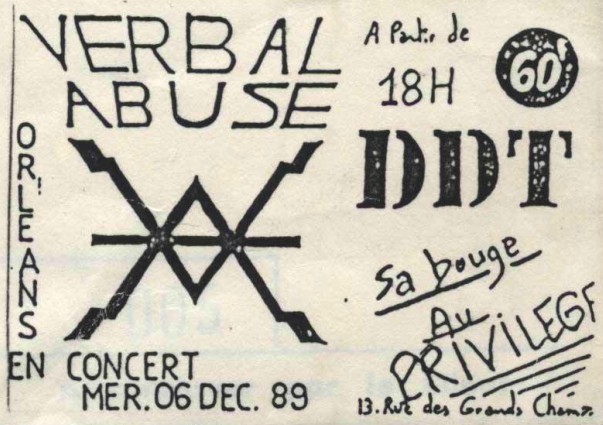 VERBAL
ABUSE
ORLEANS
EN CONCERT
MER. 06 DEC. 89
A Partir de
18H
60F
DDT
Sa bouge
Au
PRIVILEGE
13. Rue des Grands Champs.